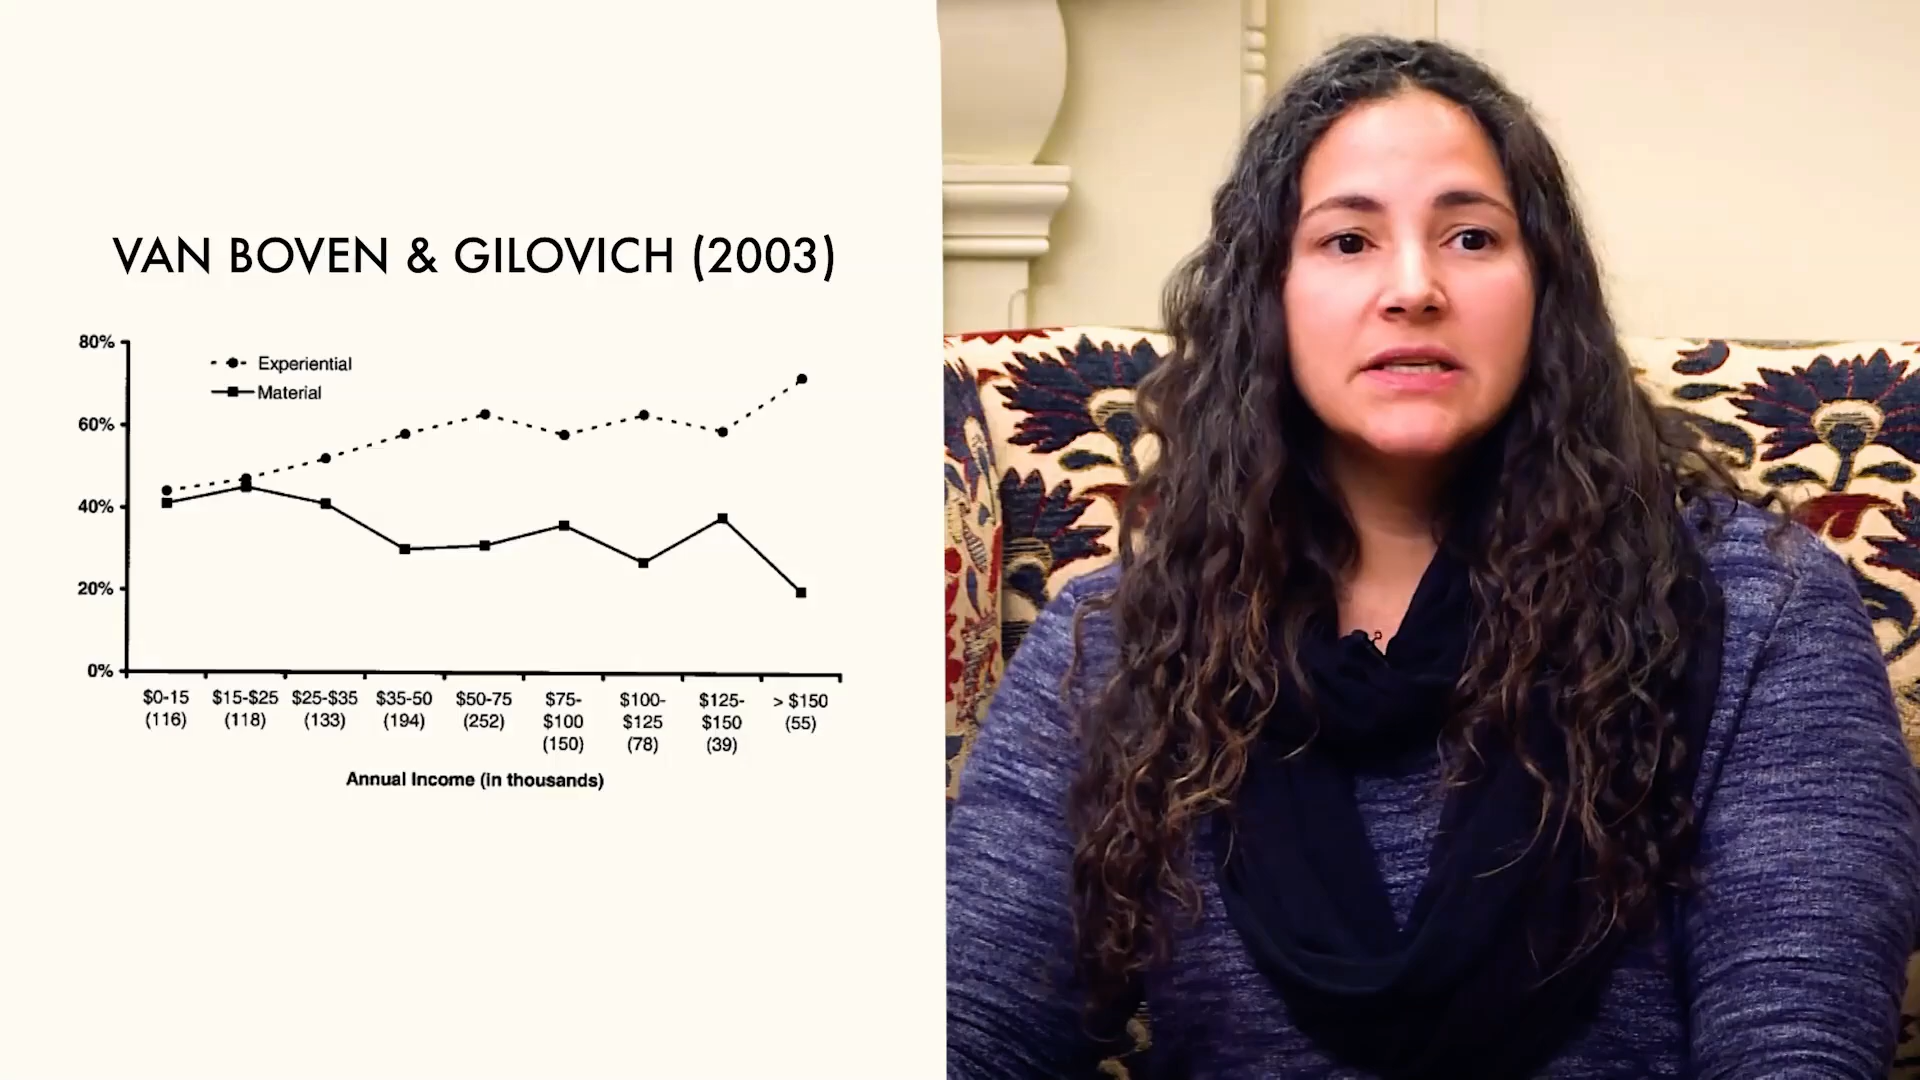 VAN BOVEN & GILOVICH (2003)
80%
60%
40%
20%
0%
Experiential
Material
$0-15 (116)
$15-$25 (118)
$25-$35 (133)
$35-50 (194)
$50-75 (252)
$75-$100 (150)
$100-$125 (78)
$125-$150 (39)
> $150 (55)
Annual Income (in thousands)